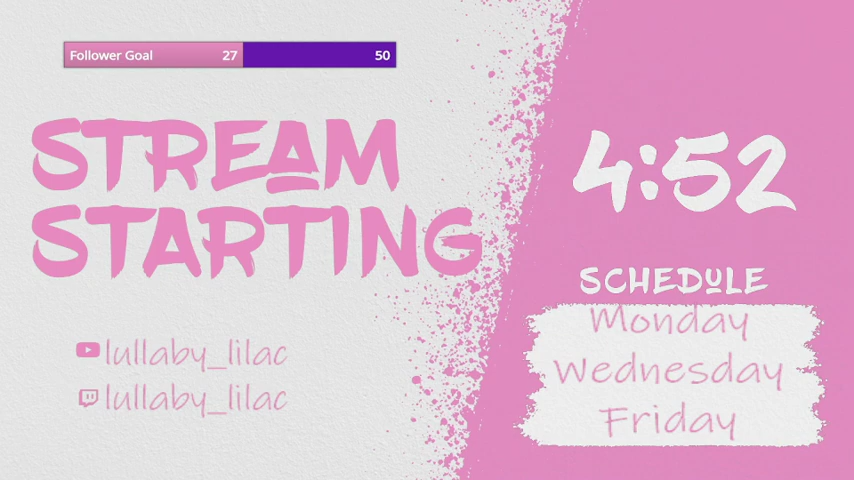 Follower Goal 27 50
STREAM
STARTING
4:52
SCHEDULE
Monday
Wednesday
Friday
lullaby_lilac
lullaby_lilac